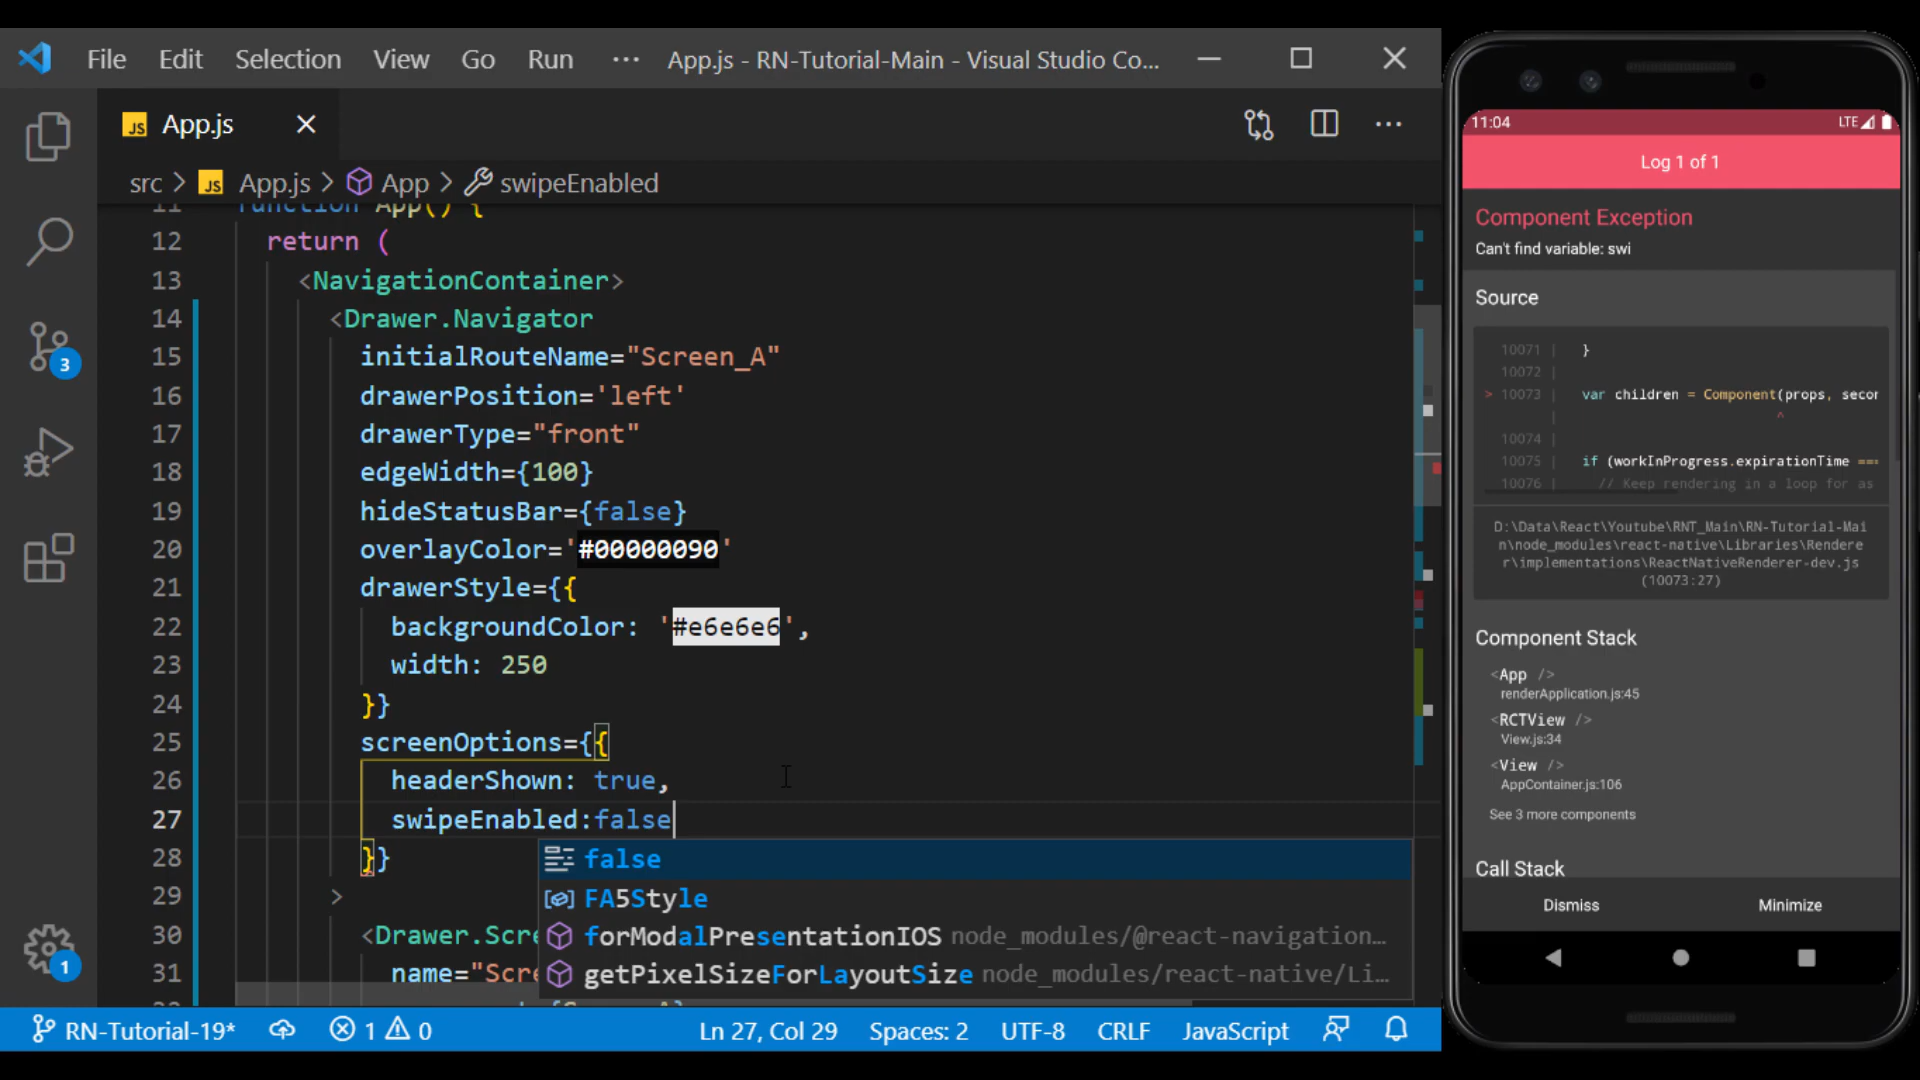 File Edit Selection View Go Run ··· App.js - RN-Tutorial-Main - Visual Studio Co...
JS App.js
src > JS App.js > App > swipeEnabled
11 function App() {
12 return (
13 <NavigationContainer>
14 <Drawer.Navigator
15 initialRouteName="Screen_A"
16 drawerPosition='left'
17 drawerType="front"
18 edgeWidth={100}
19 hideStatusBar={false}
20 overlayColor='#00000090'
21 drawerStyle={{
22 backgroundColor: '#e6e6e6',
23 width: 250
24 }}
25 screenOptions={{
26 headerShown: true,
27 swipeEnabled:false
28 }}
false
29 >
FA5Style
30 <Drawer.Scre
forModalPresentationIOS node_modules/@react-navigation...
31 name="Scre
getPixelSizeForLayoutSize node_modules/react-native/Li...
3
1
RN-Tutorial-19* 1 0 Ln 27, Col 29 Spaces: 2 UTF-8 CRLF JavaScript
11:04 LTE
Log 1 of 1
Component Exception
Can't find variable: swi
Source
10071 | }
10072 |
> 10073 | var children = Component(props, secon
| ^
10074 |
10075 | if (workInProgress.expirationTime ===
10076 | // Keep rendering in a loop for as
D:\Data\React\Youtube\RNT_Main\RN-Tutorial-Mai
n\node_modules\react-native\Libraries\Rendere
r\implementations\ReactNativeRenderer-dev.js
(10073:27)
Component Stack
<App />
renderApplication.js:45
<RCTView />
View.js:34
<View />
AppContainer.js:106
See 3 more components
Call Stack
Dismiss Minimize